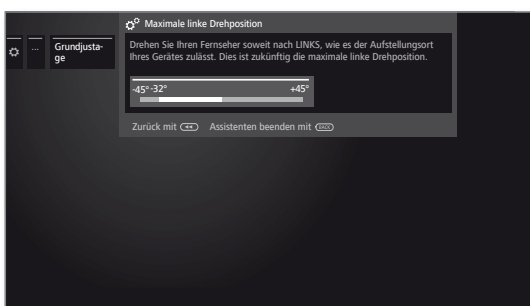 Maximale linke Drehposition
...
Grundjusta-
ge
Drehen Sie Ihren Fernseher soweit nach LINKS, wie es der Aufstellungsort
Ihres Gerätes zulässt. Dies ist zukünftig die maximale linke Drehposition.
-45° -32° +45°
Zurück mit Assistenten beenden mit BACK